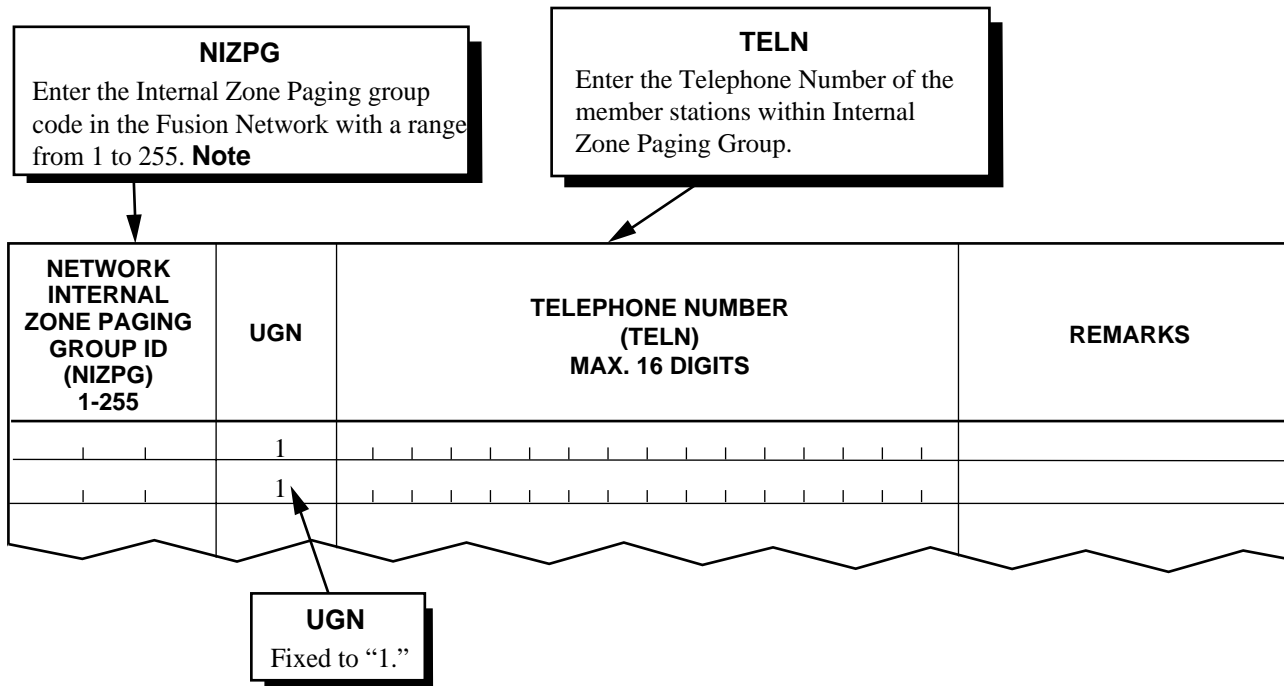 NIZPG
Enter the Internal Zone Paging group
code in the Fusion Network with a range
from 1 to 255. Note
TELN
Enter the Telephone Number of the
member stations within Internal
Zone Paging Group.
NETWORK
INTERNAL
ZONE PAGING
GROUP ID
(NIZPG)
1-255
UGN
TELEPHONE NUMBER
(TELN)
MAX. 16 DIGITS
REMARKS
1
1
UGN
Fixed to “1.”